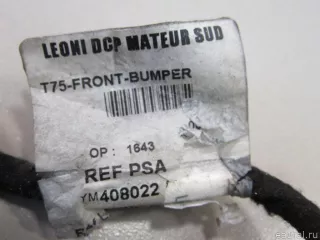 LEONI DCP MATEUR SUD
T75-FRONT-BUMPER
OP : 1643
REF PSA
YM408022